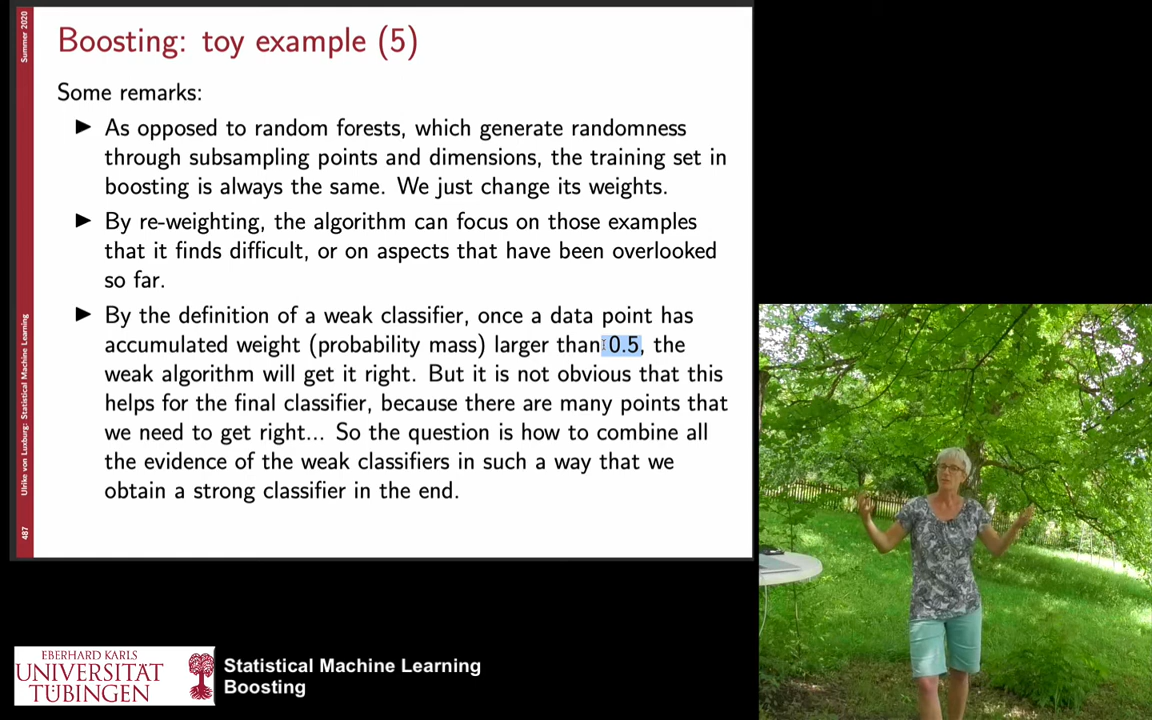 Summer 2020
Boosting: toy example (5)
Some remarks:
► As opposed to random forests, which generate randomness
through subsampling points and dimensions, the training set in
boosting is always the same. We just change its weights.
► By re-weighting, the algorithm can focus on those examples
that it finds difficult, or on aspects that have been overlooked
so far.
► By the definition of a weak classifier, once a data point has
accumulated weight (probability mass) larger than 0.5, the
weak algorithm will get it right. But it is not obvious that this
helps for the final classifier, because there are many points that
we need to get right... So the question is how to combine all
the evidence of the weak classifiers in such a way that we
obtain a strong classifier in the end.
Ulrike von Luxburg: Statistical Machine Learning
487
EBERHARD KARLS
UNIVERSITÄT
TÜBINGEN
Statistical Machine Learning
Boosting